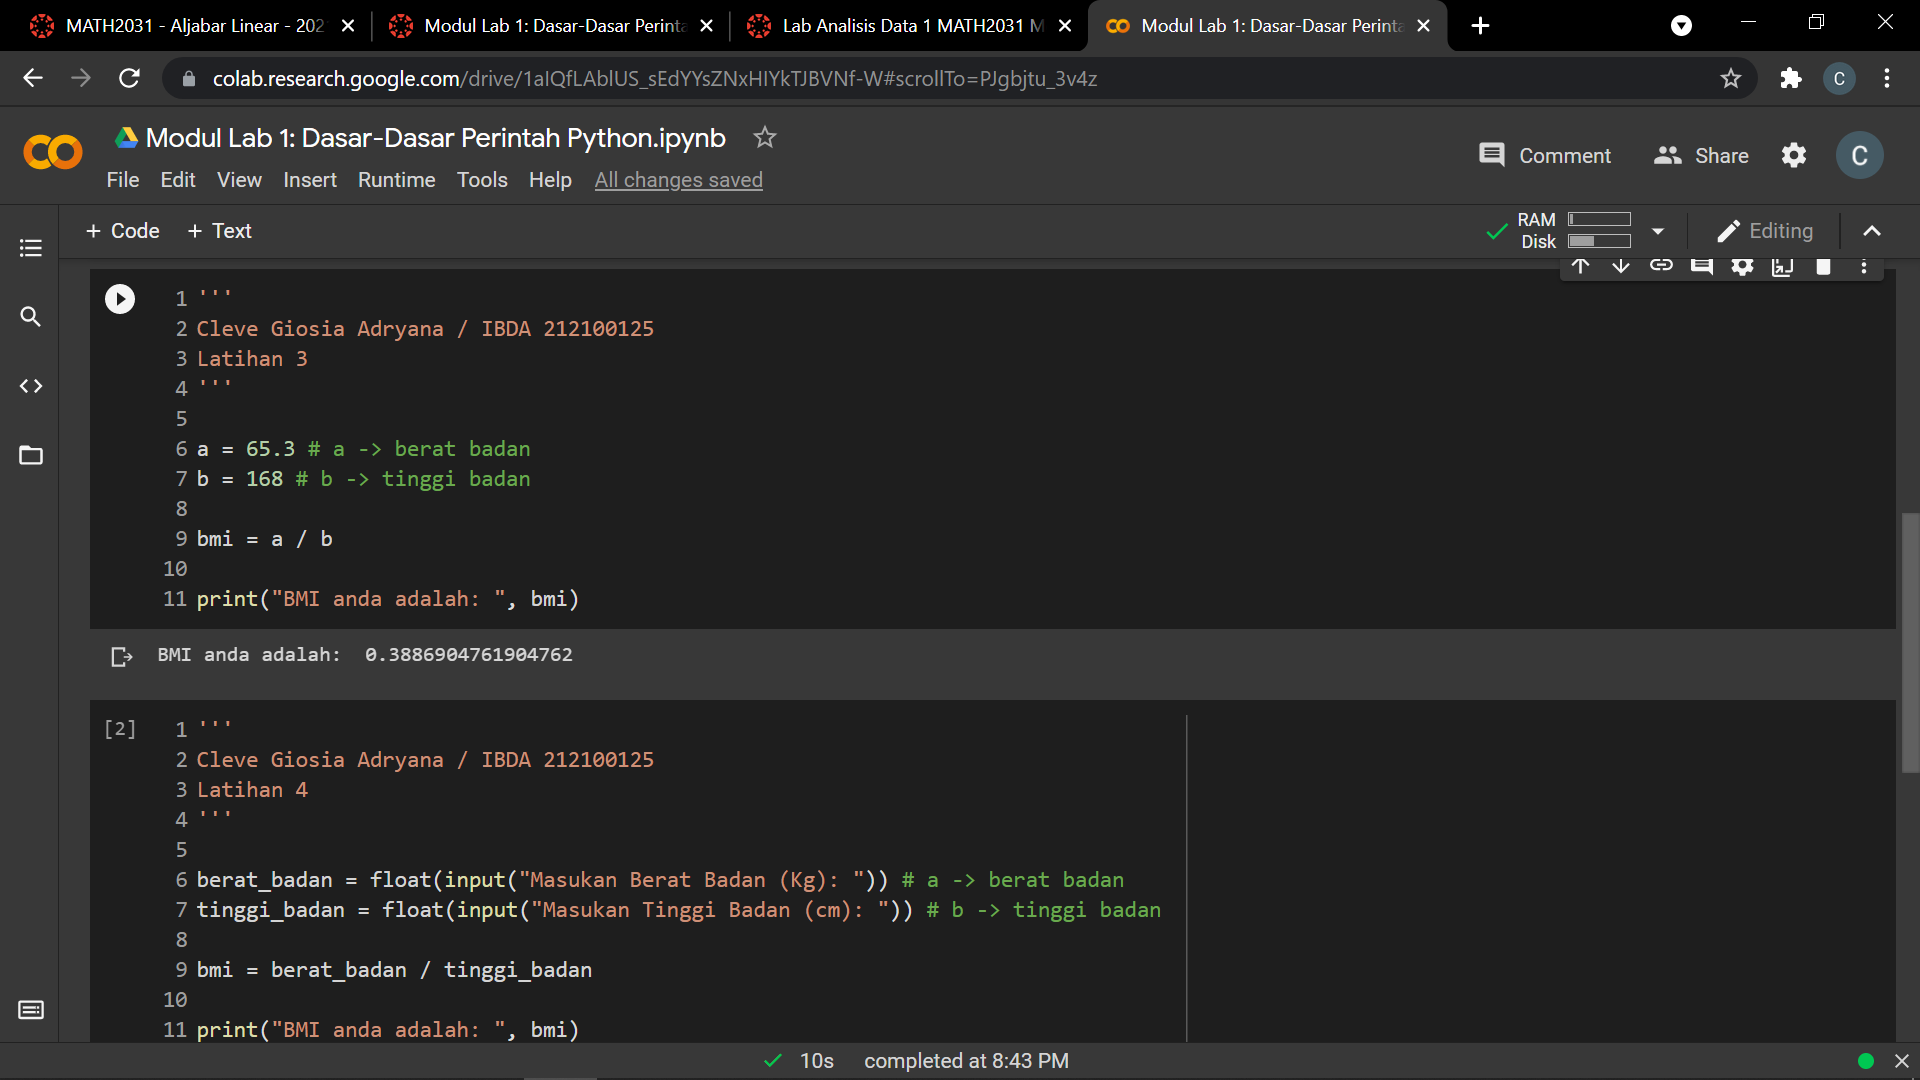 MATH2031 - Aljabar Linear - 202
Modul Lab 1: Dasar-Dasar Perinta
Lab Analisis Data 1 MATH2031 M
Modul Lab 1: Dasar-Dasar Perinta
colab.research.google.com/drive/1aIQfLAblUS_sEdYYsZNxHIYkTJBVNf-W#scrollTo=PJgbjtu_3v4z
C
Modul Lab 1: Dasar-Dasar Perintah Python.ipynb
Comment
Share
C
File Edit View Insert Runtime Tools Help All changes saved
+ Code + Text
RAM
Disk
Editing
1 '''
2 Cleve Giosia Adryana / IBDA 212100125
3 Latihan 3
4 '''
5
6 a = 65.3 # a -> berat badan
7 b = 168 # b -> tinggi badan
8
9 bmi = a / b
10
11 print("BMI anda adalah: ", bmi)
BMI anda adalah:  0.3886904761904762
[2]
1 '''
2 Cleve Giosia Adryana / IBDA 212100125
3 Latihan 4
4 '''
5
6 berat_badan = float(input("Masukan Berat Badan (Kg): ")) # a -> berat badan
7 tinggi_badan = float(input("Masukan Tinggi Badan (cm): ")) # b -> tinggi badan
8
9 bmi = berat_badan / tinggi_badan
10
11 print("BMI anda adalah: ", bmi)
10s completed at 8:43 PM